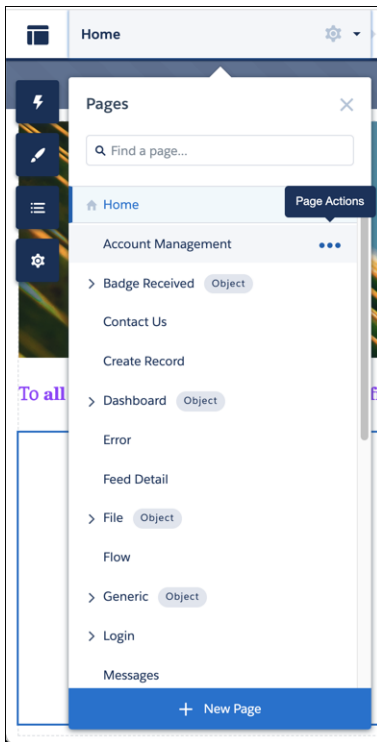 Home
Pages
Find a page...
Home
Page Actions
Account Management
Badge Received Object
Contact Us
Create Record
To all
Dashboard Object
Error
Feed Detail
File Object
Flow
Generic Object
Login
Messages
+ New Page